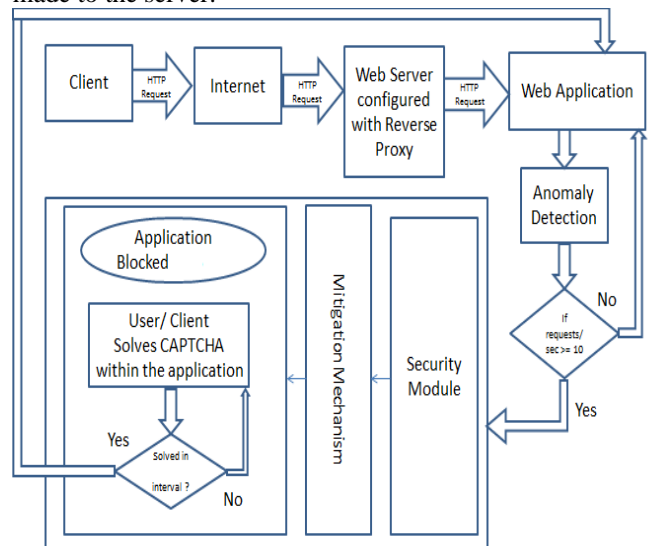 made to the server.
Client
HTTP
Request
Internet
HTTP
Request
Web Server
configured
with Reverse
Proxy
HTTP
Request
Web Application
Anomaly
Detection
If
requests/
sec >= 10
No
Yes
Security
Module
Mitigation Mechanism
Application
Blocked
User/ Client
Solves CAPTCHA
within the application
Solved in
interval ?
Yes
No